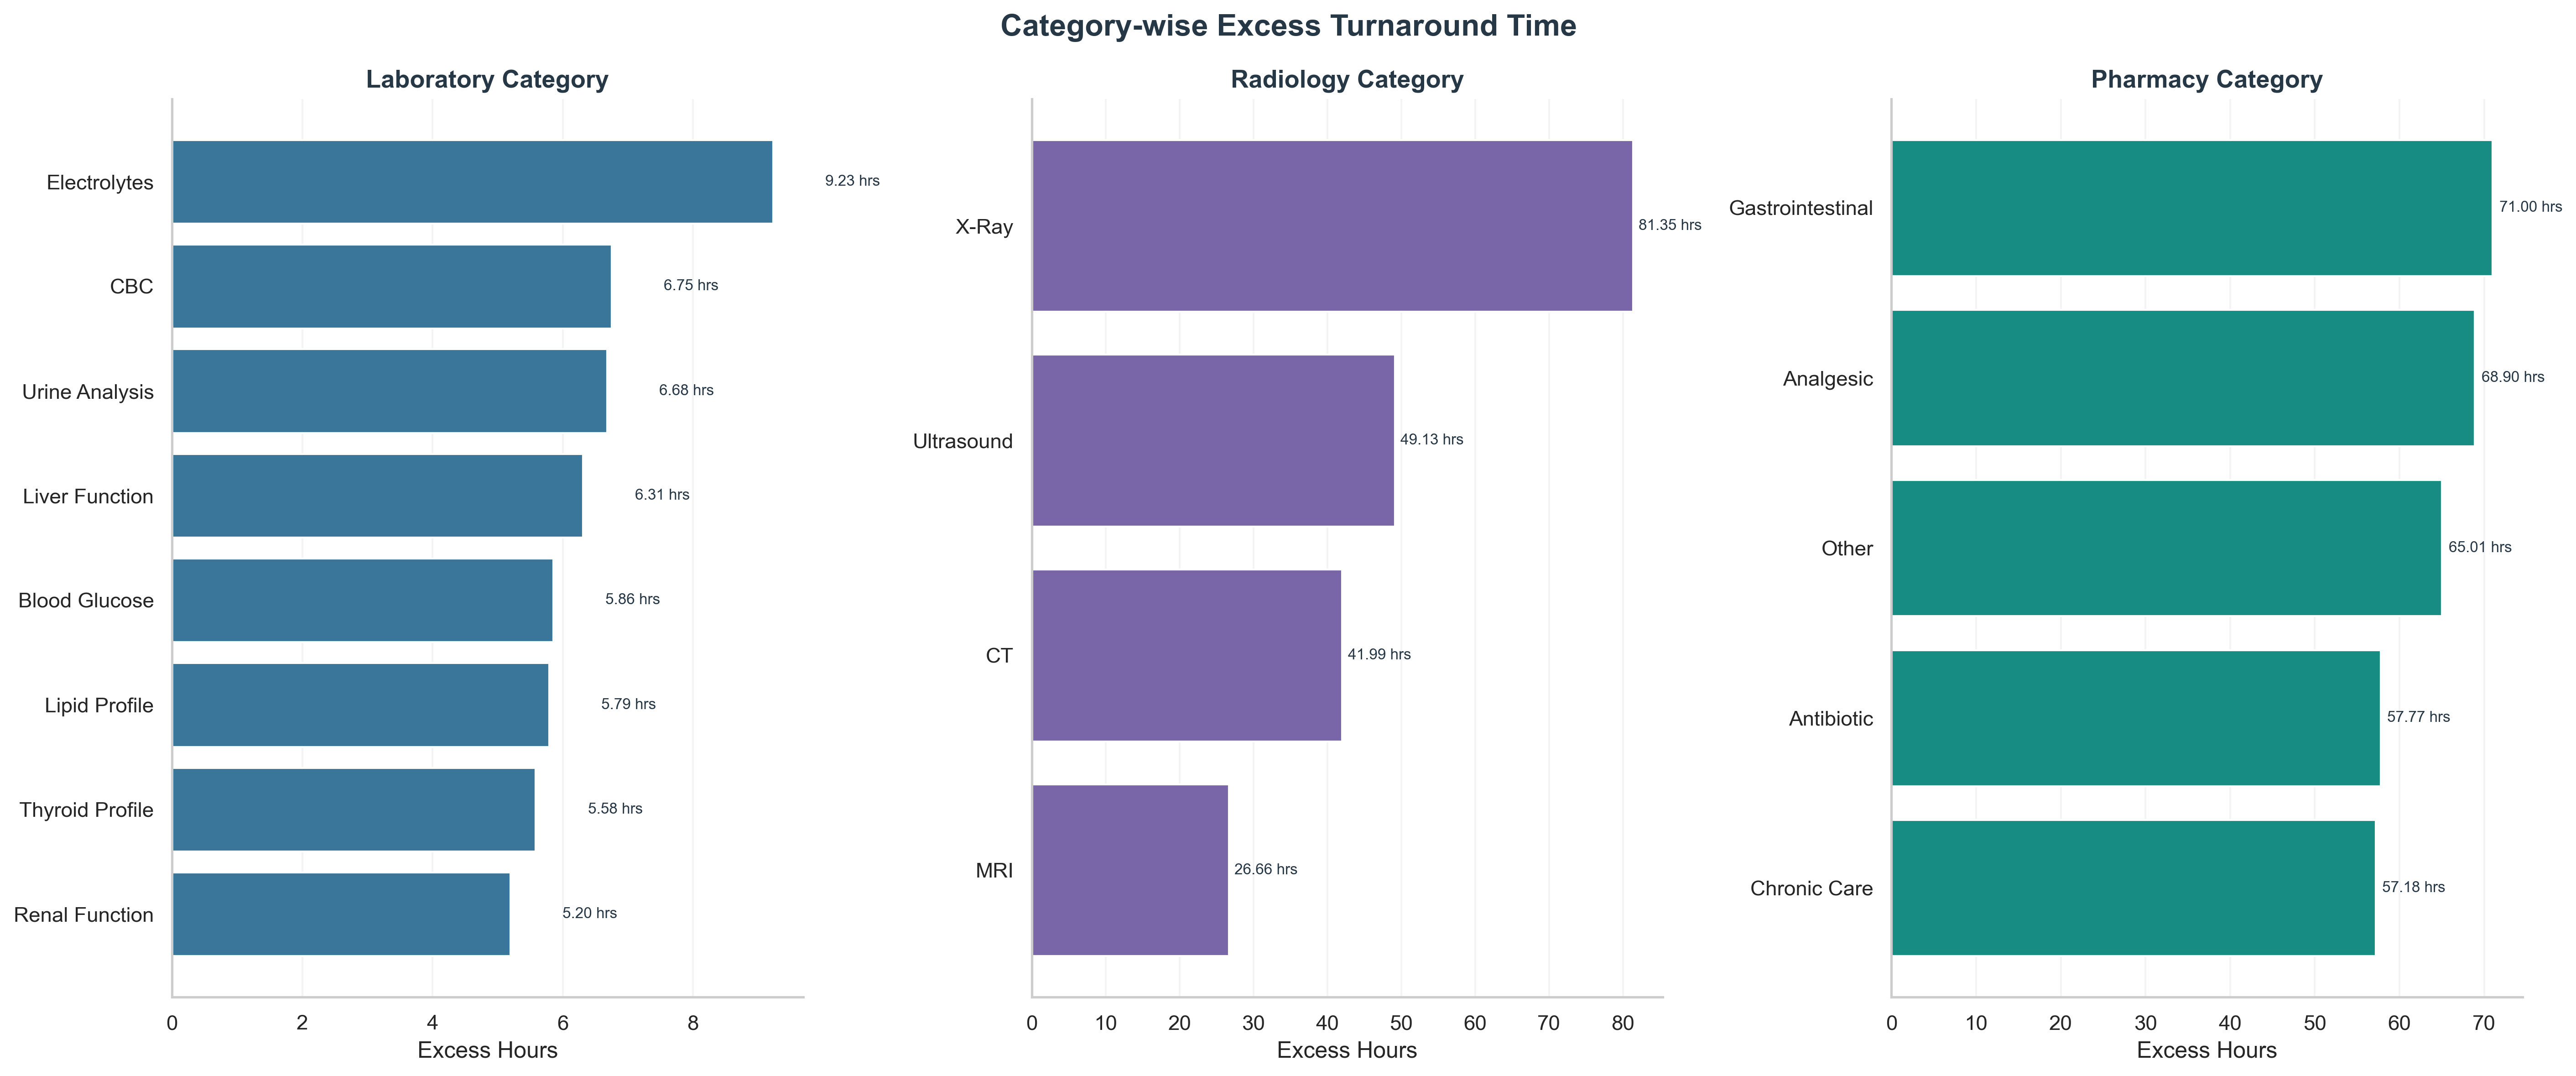 Category-wise Excess Turnaround Time
Laboratory Category
Electrolytes
9.23 hrs
CBC
6.75 hrs
Urine Analysis
6.68 hrs
Liver Function
6.31 hrs
Blood Glucose
5.86 hrs
Lipid Profile
5.79 hrs
Thyroid Profile
5.58 hrs
Renal Function
5.20 hrs
0 2 4 6 8
Excess Hours
Radiology Category
X-Ray
81.35 hrs
Ultrasound
49.13 hrs
CT
41.99 hrs
MRI
26.66 hrs
0 10 20 30 40 50 60 70 80
Excess Hours
Pharmacy Category
Gastrointestinal
71.00 hrs
Analgesic
68.90 hrs
Other
65.01 hrs
Antibiotic
57.77 hrs
Chronic Care
57.18 hrs
0 10 20 30 40 50 60 70
Excess Hours